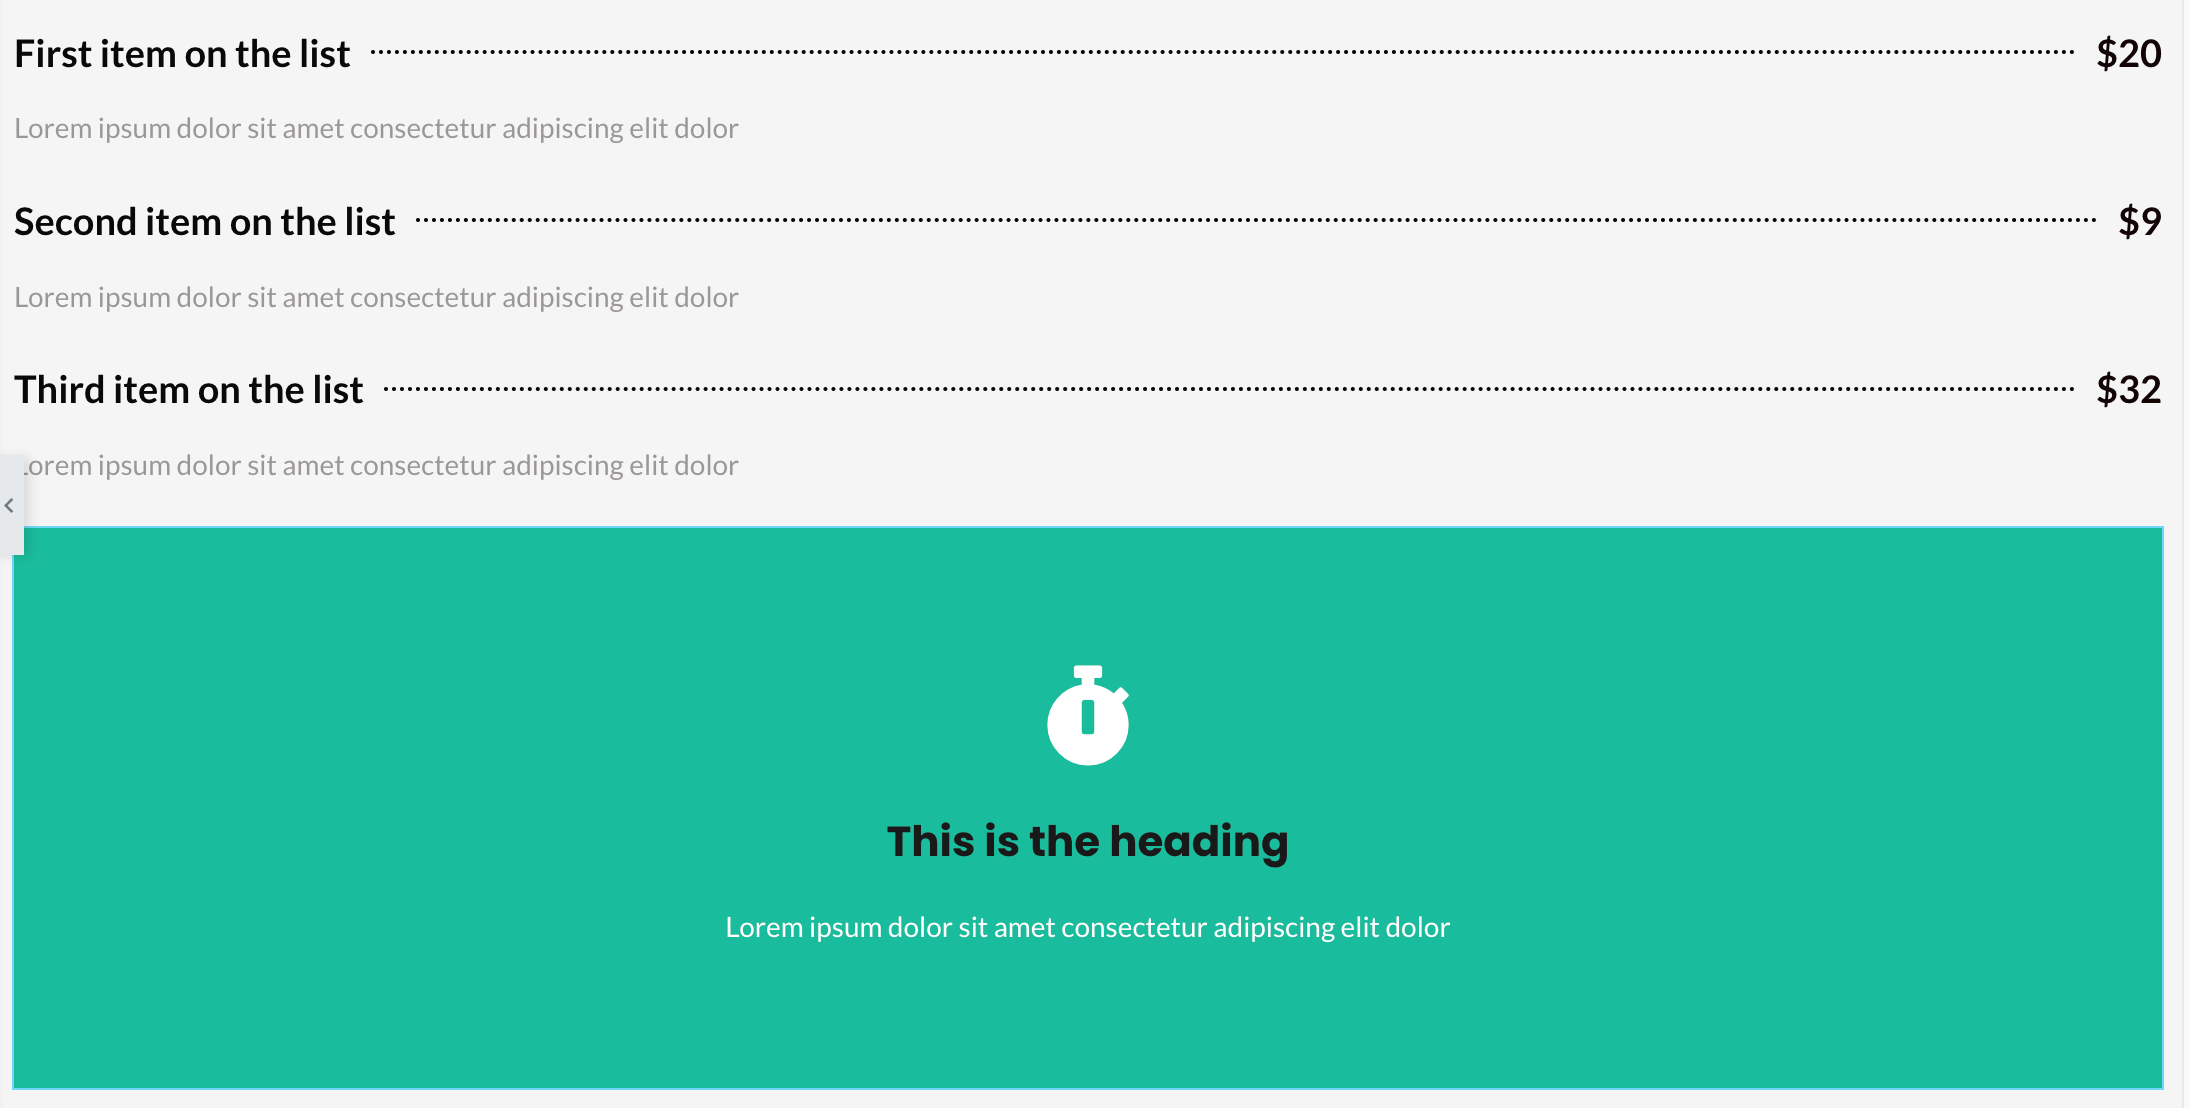 First item on the list $20
Lorem ipsum dolor sit amet consectetur adipiscing elit dolor
Second item on the list $9
Lorem ipsum dolor sit amet consectetur adipiscing elit dolor
Third item on the list $32
Lorem ipsum dolor sit amet consectetur adipiscing elit dolor
This is the heading
Lorem ipsum dolor sit amet consectetur adipiscing elit dolor